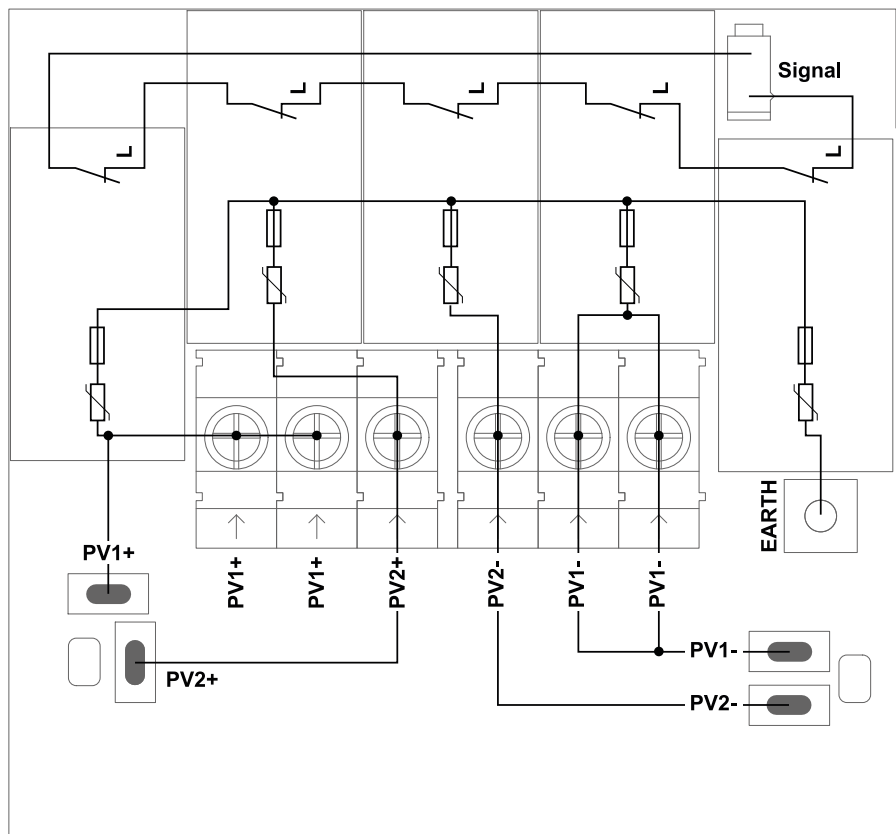 Signal
L
L
L
L
L
EARTH
PV1+
PV1+
PV1+
PV2+
PV2-
PV1-
PV1-
PV1-
PV2+
PV2-